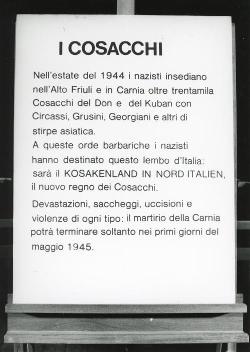 I COSACCHI
Nell'estate del 1944 i nazisti insediano
nell'Alto Friuli e in Carnia oltre trentamila
Cosacchi del Don e del Kuban con
Circassi, Grusini, Georgiani e altri di
stirpe asiatica.
A queste orde barbariche i nazisti
hanno destinato questo lembo d'Italia:
sarà il KOSAKENLAND IN NORD ITALIEN,
il nuovo regno dei Cosacchi.
Devastazioni, saccheggi, uccisioni e
violenze di ogni tipo: il martirio della Carnia
potrà terminare soltanto nei primi giorni del
maggio 1945.